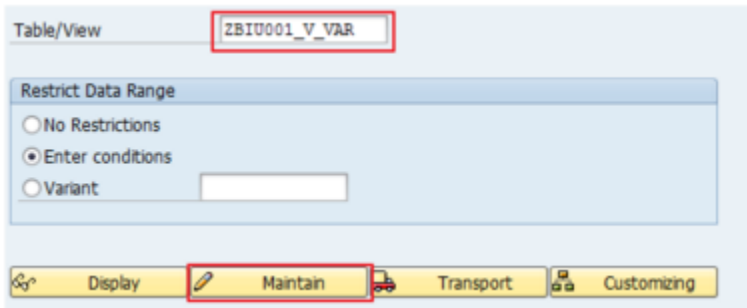 Table/View ZBIU001_V_VAR
Restrict Data Range
No Restrictions
Enter conditions
Variant
Display Maintain Transport Customizing